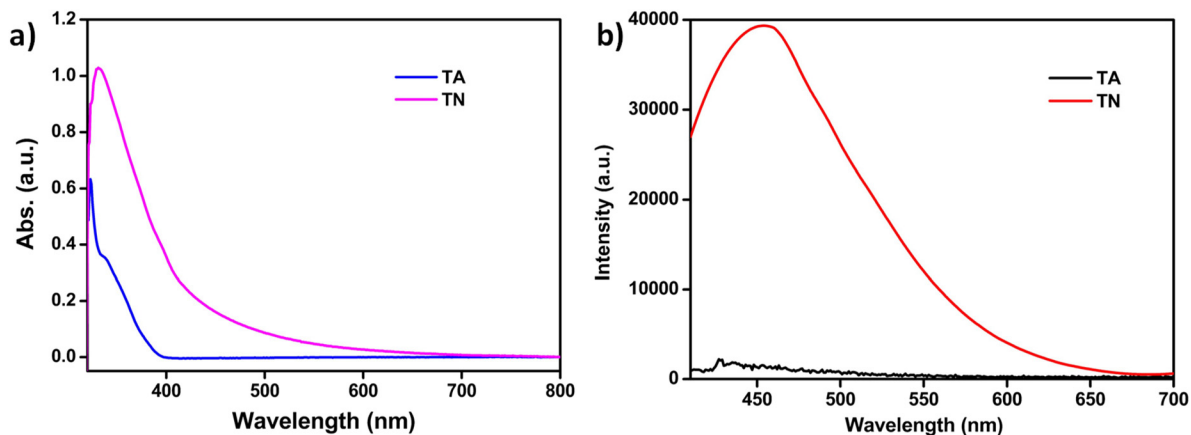 a)
Abs. (a.u.)
1.2
1.0
0.8
0.6
0.4
0.2
0.0
TA
TN
400 500 600 700 800
Wavelength (nm)
b)
Intensity (a.u.)
40000
30000
20000
10000
0
TA
TN
450 500 550 600 650 700
Wavelength (nm)